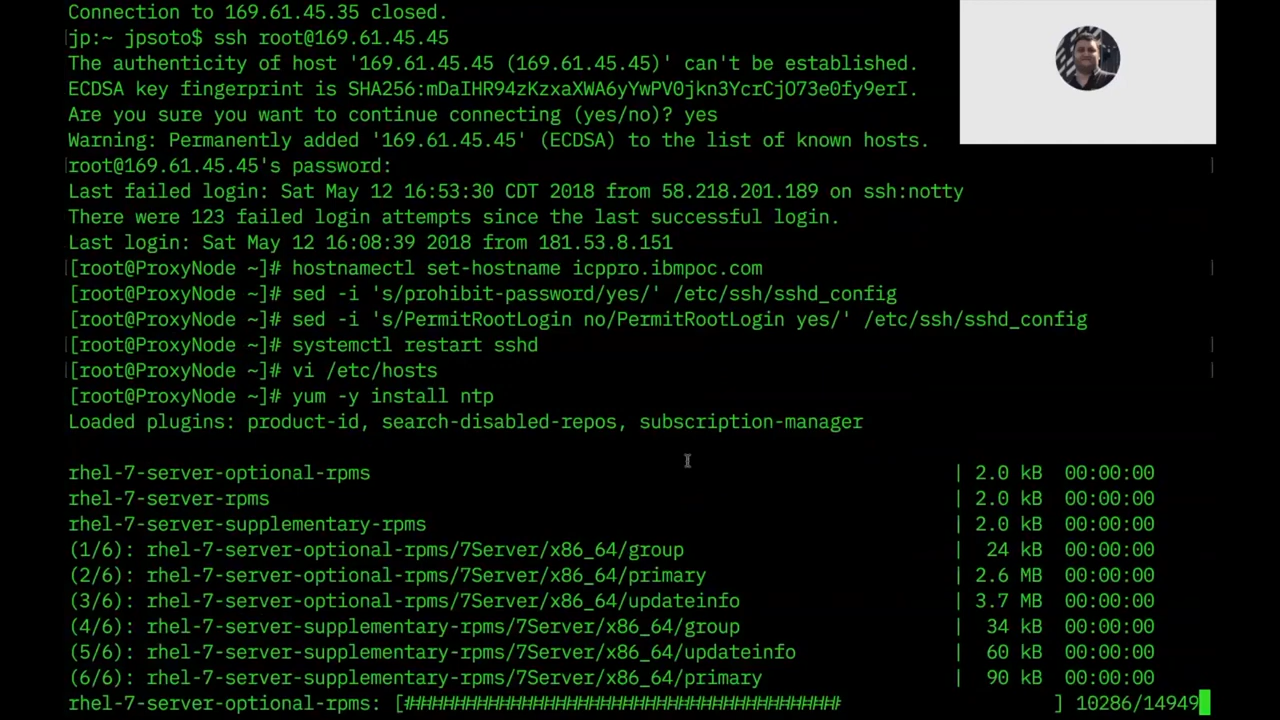 Connection to 169.61.45.35 closed.
jp:~ jpsoto$ ssh root@169.61.45.45
The authenticity of host '169.61.45.45 (169.61.45.45)' can't be established.
ECDSA key fingerprint is SHA256:mDaIHR94zKzxaXWA6yYwPV0jkn3YcrCjO73e0fy9erI.
Are you sure you want to continue connecting (yes/no)? yes
Warning: Permanently added '169.61.45.45' (ECDSA) to the list of known hosts.
root@169.61.45.45's password:
Last failed login: Sat May 12 16:53:30 CDT 2018 from 58.218.201.189 on ssh:notty
There were 123 failed login attempts since the last successful login.
Last login: Sat May 12 16:08:39 2018 from 181.53.8.151
[root@ProxyNode ~]# hostnamectl set-hostname icppro.ibmpoc.com
[root@ProxyNode ~]# sed -i 's/prohibit-password/yes/' /etc/ssh/sshd_config
[root@ProxyNode ~]# sed -i 's/PermitRootLogin no/PermitRootLogin yes/' /etc/ssh/sshd_config
[root@ProxyNode ~]# systemctl restart sshd
[root@ProxyNode ~]# vi /etc/hosts
[root@ProxyNode ~]# yum -y install ntp
Loaded plugins: product-id, search-disabled-repos, subscription-manager
rhel-7-server-optional-rpms | 2.0 kB 00:00:00
rhel-7-server-rpms | 2.0 kB 00:00:00
rhel-7-server-supplementary-rpms | 2.0 kB 00:00:00
(1/6): rhel-7-server-optional-rpms/7Server/x86_64/group | 24 kB 00:00:00
(2/6): rhel-7-server-optional-rpms/7Server/x86_64/primary | 2.6 MB 00:00:00
(3/6): rhel-7-server-optional-rpms/7Server/x86_64/updateinfo | 3.7 MB 00:00:00
(4/6): rhel-7-server-supplementary-rpms/7Server/x86_64/group | 34 kB 00:00:00
(5/6): rhel-7-server-supplementary-rpms/7Server/x86_64/updateinfo | 60 kB 00:00:00
(6/6): rhel-7-server-supplementary-rpms/7Server/x86_64/primary | 90 kB 00:00:00
rhel-7-server-optional-rpms: [####################################### ] 10286/14949